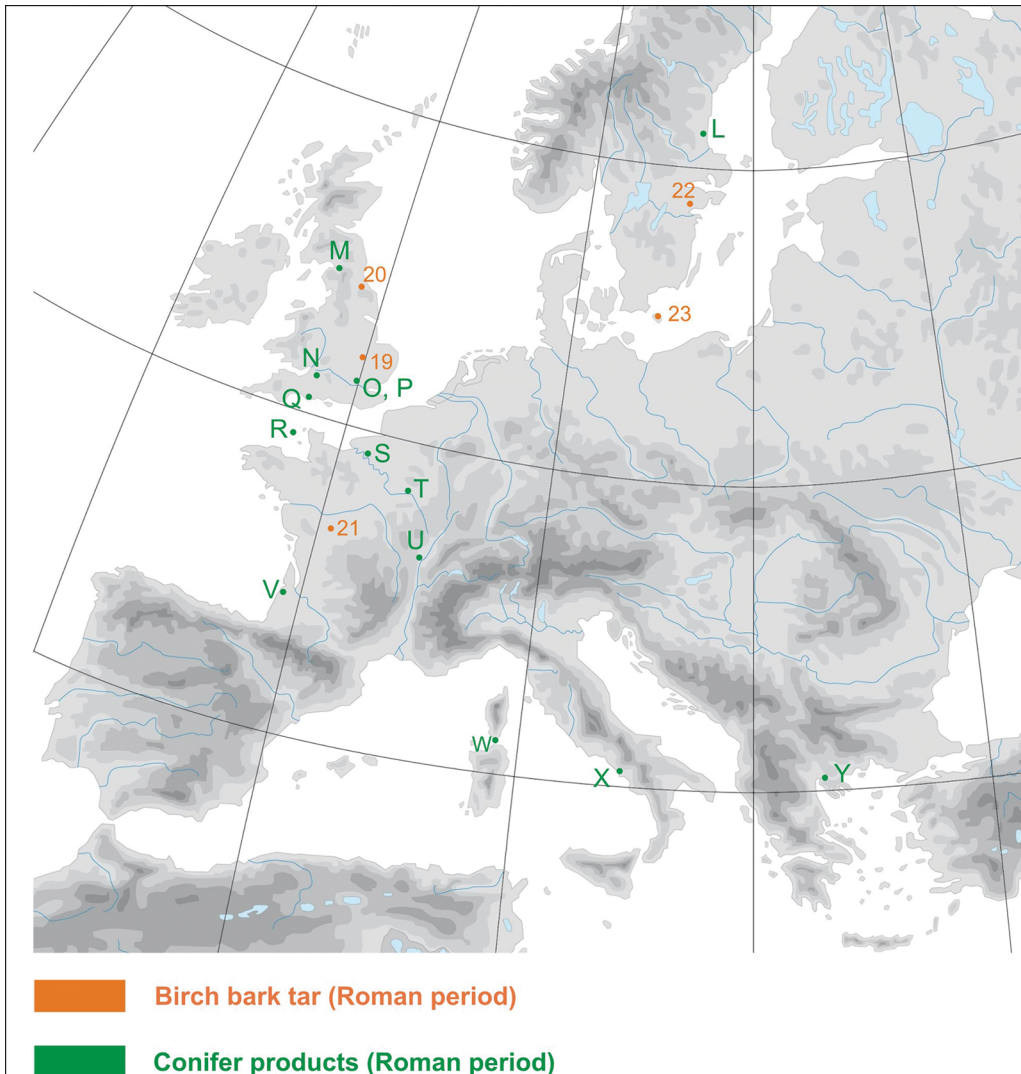 L
22
M
20
23
19
N
O, P
Q
R
S
T
21
U
V
W
X
Y
Birch bark tar (Roman period)
Conifer products (Roman period)